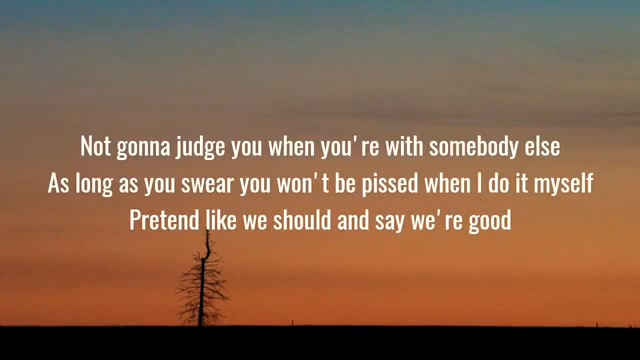 Not gonna judge you when you're with somebody else
As long as you swear you won't be pissed when I do it myself
Pretend like we should and say we're good